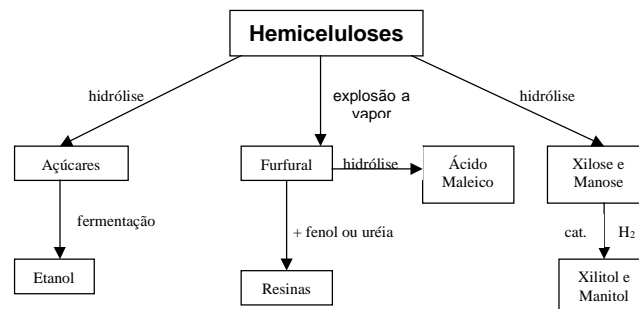 Hemiceluloses
hidrólise
explosão a
vapor
hidrólise
Açúcares
Furfural
hidrólise
Ácido
Maleico
Xilose e
Manose
fermentação
+ fenol ou uréia
cat.
H₂
Etanol
Resinas
Xilitol e
Manitol